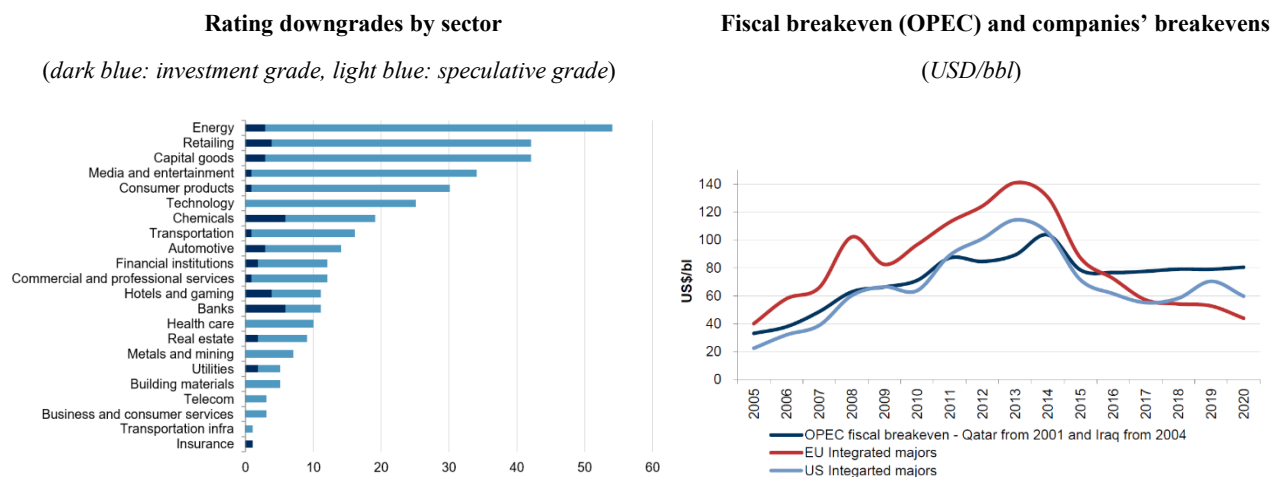 Rating downgrades by sector
(dark blue: investment grade, light blue: speculative grade)
Energy
Retailing
Capital goods
Media and entertainment
Consumer products
Technology
Chemicals
Transportation
Automotive
Financial institutions
Commercial and professional services
Hotels and gaming
Banks
Health care
Real estate
Metals and mining
Utilities
Building materials
Telecom
Business and consumer services
Transportation infra
Insurance
0 10 20 30 40 50 60
Fiscal breakeven (OPEC) and companies’ breakevens
(USD/bbl)
US$/bl
140
120
100
80
60
40
20
0
2005 2006 2007 2008 2009 2010 2011 2012 2013 2014 2015 2016 2017 2018 2019 2020
OPEC fiscal breakeven - Qatar from 2001 and Iraq from 2004
EU Integrated majors
US Integarted majors